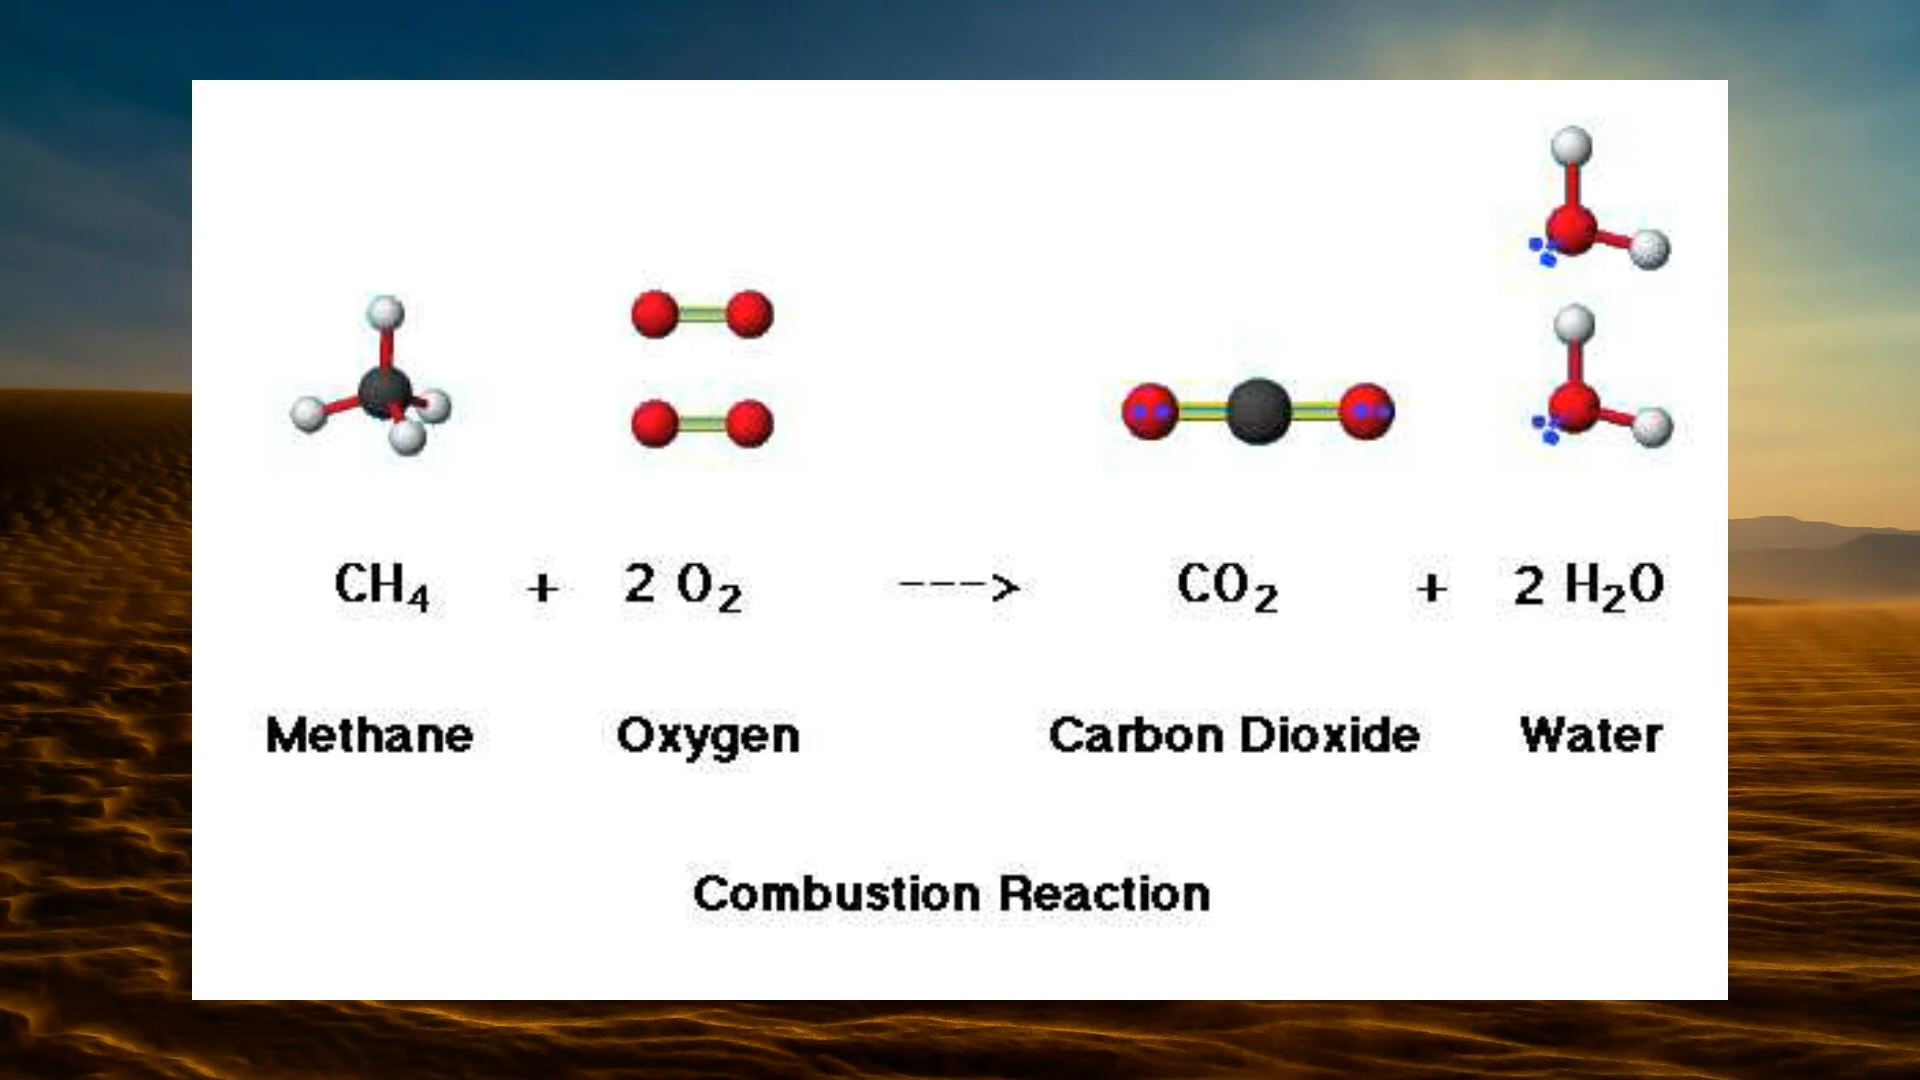 CH₄ + 2 O₂ ---> CO₂ + 2 H₂O
Methane Oxygen Carbon Dioxide Water
Combustion Reaction